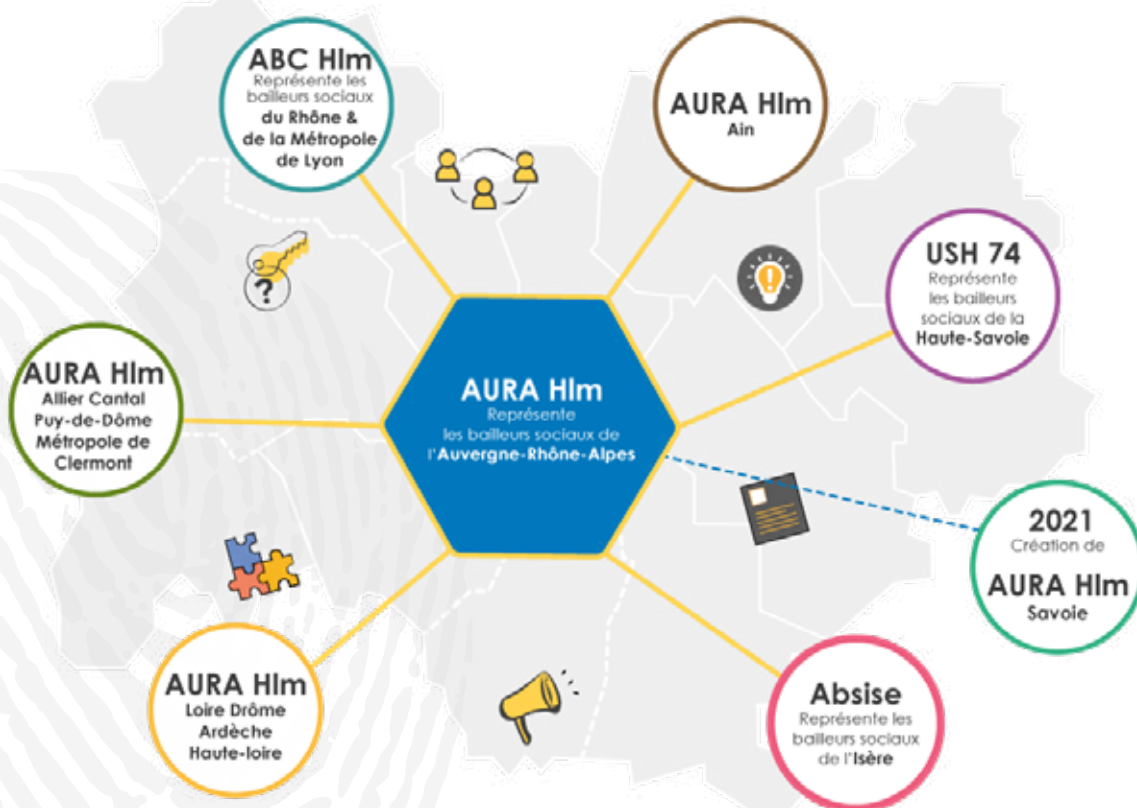 ABC Hlm
Représente les
bailleurs sociaux
du Rhône &
de la Métropole
de Lyon
AURA Hlm
Ain
USH 74
Représente
les bailleurs
sociaux de la
Haute-Savoie
?
AURA Hlm
Allier Cantal
Puy-de-Dôme
Métropole de
Clermont
AURA Hlm
Représente
les bailleurs sociaux de
l'Auvergne-Rhône-Alpes
2021
Création de
AURA Hlm
Savoie
AURA Hlm
Loire Drôme
Ardèche
Haute-loire
Absise
Représente les
bailleurs sociaux
de l'Isère